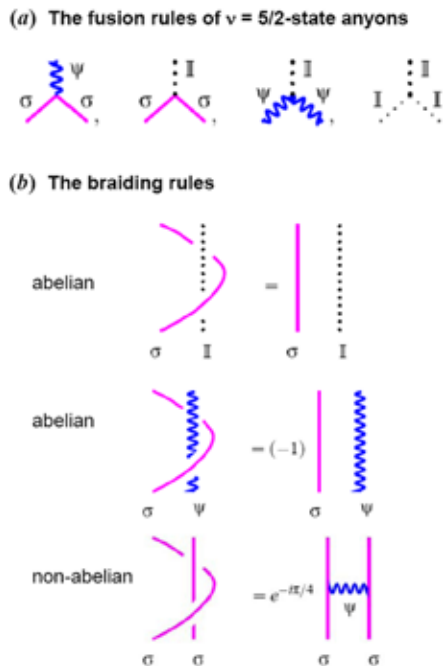 (a) The fusion rules of ν = 5/2-state anyons
ψ 𝕀 𝕀 𝕀
σ σ , σ σ , ψ ψ , 𝕀 𝕀
(b) The braiding rules
abelian =
σ 𝕀 σ 𝕀
abelian = (−1)
σ ψ σ ψ
non-abelian = e^{−iπ/4} ψ
σ σ σ σ